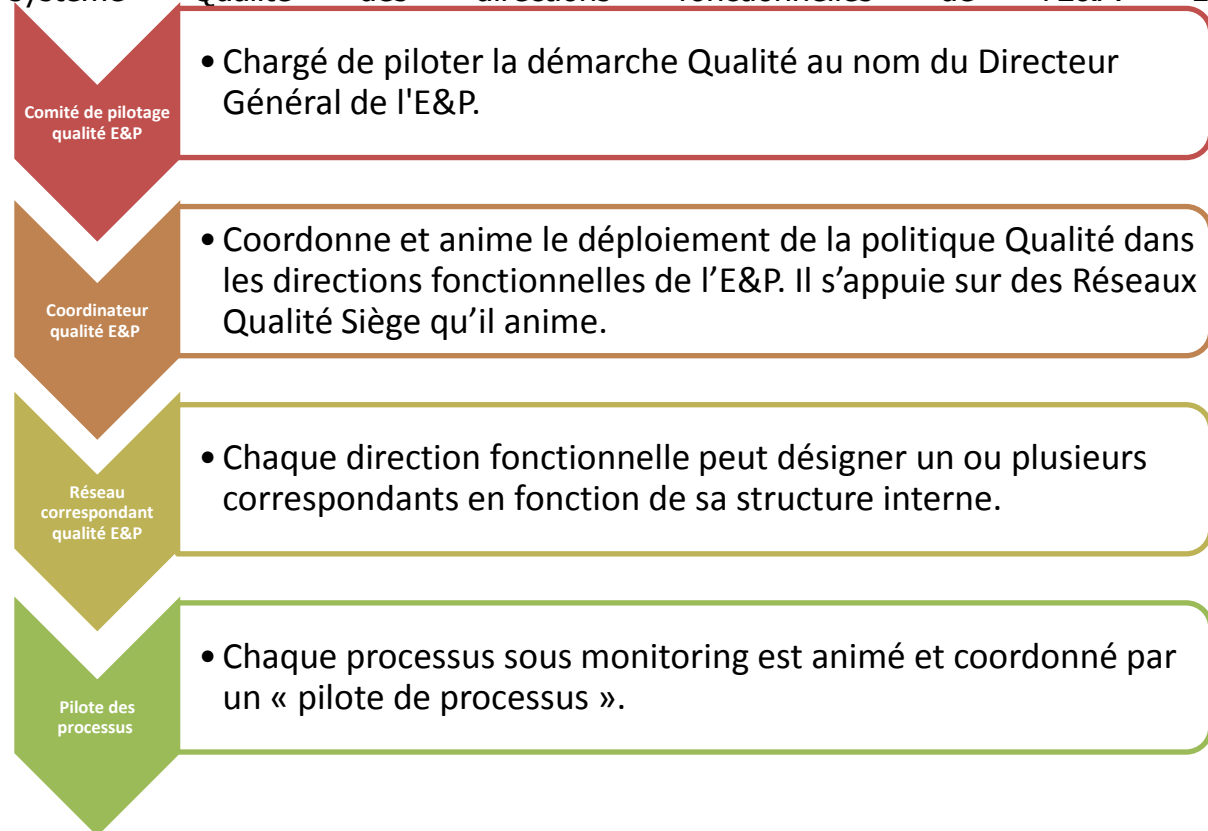 Comité de pilotage
qualité E&P
• Chargé de piloter la démarche Qualité au nom du Directeur
Général de l'E&P.
Coordinateur
qualité E&P
• Coordonne et anime le déploiement de la politique Qualité dans
les directions fonctionnelles de l’E&P. Il s’appuie sur des Réseaux
Qualité Siège qu’il anime.
Réseau
correspondant
qualité E&P
• Chaque direction fonctionnelle peut désigner un ou plusieurs
correspondants en fonction de sa structure interne.
Pilote des
processus
• Chaque processus sous monitoring est animé et coordonné par
un « pilote de processus ».